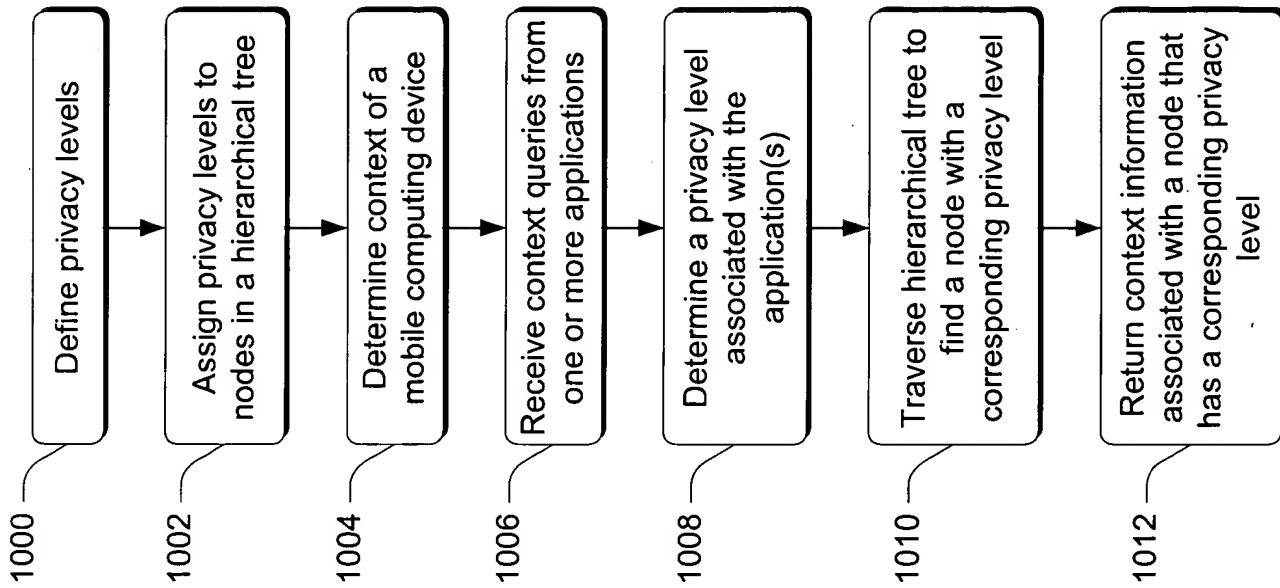 1000
Define privacy levels
1002
Assign privacy levels to
nodes in a hierarchical tree
1004
Determine context of a
mobile computing device
1006
Receive context queries from
one or more applications
1008
Determine a privacy level
associated with the
application(s)
1010
Traverse hierarchical tree to
find a node with a
corresponding privacy level
1012
Return context information
associated with a node that
has a corresponding privacy
level